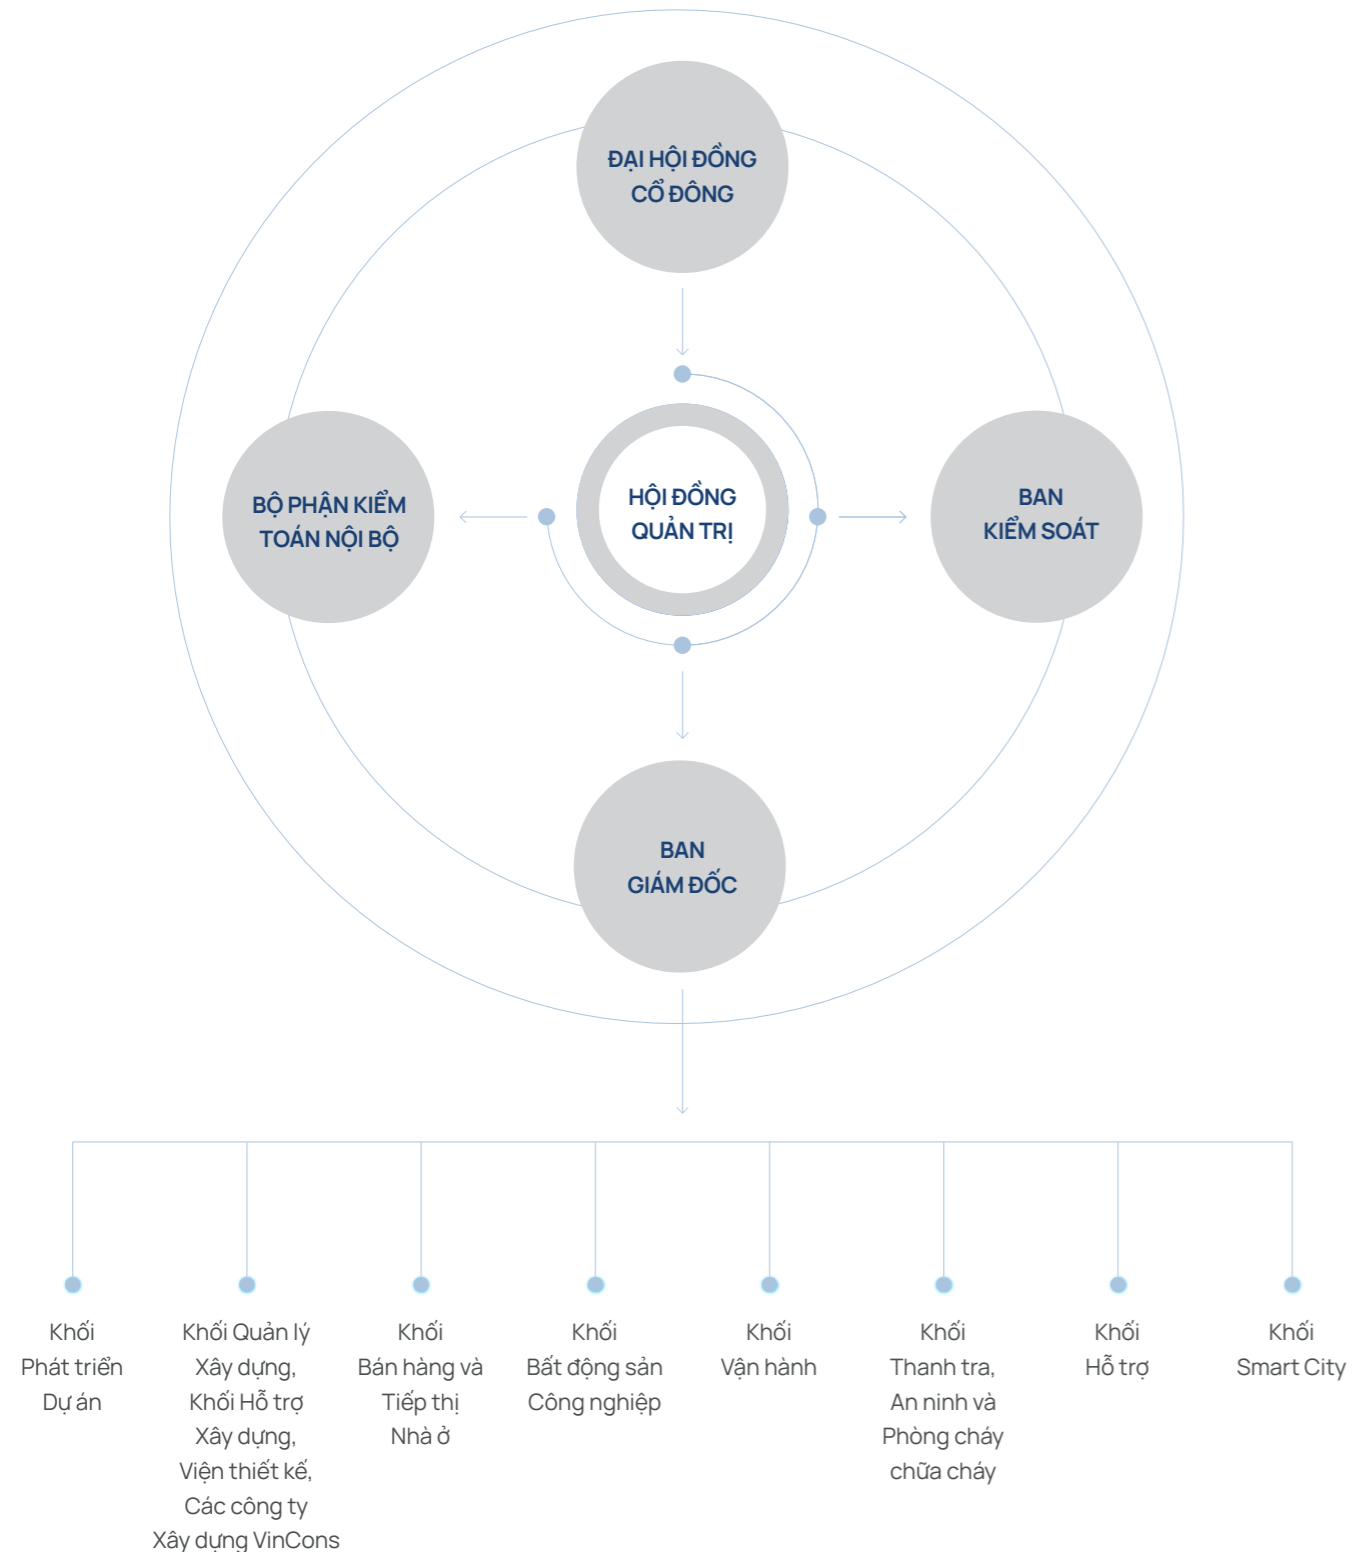 ĐẠI HỘI ĐỒNG
CỔ ĐÔNG
BỘ PHẬN KIỂM
TOÁN NỘI BỘ
HỘI ĐỒNG
QUẢN TRỊ
BAN
KIỂM SOÁT
BAN
GIÁM ĐỐC
Khối
Phát triển
Dự án
Khối Quản lý
Xây dựng,
Khối Hỗ trợ
Xây dựng,
Viện thiết kế,
Các công ty
Xây dựng VinCons
Khối
Bán hàng và
Tiếp thị
Nhà ở
Khối
Bất động sản
Công nghiệp
Khối
Vận hành
Khối
Thanh tra,
An ninh và
Phòng cháy
chữa cháy
Khối
Hỗ trợ
Khối
Smart City